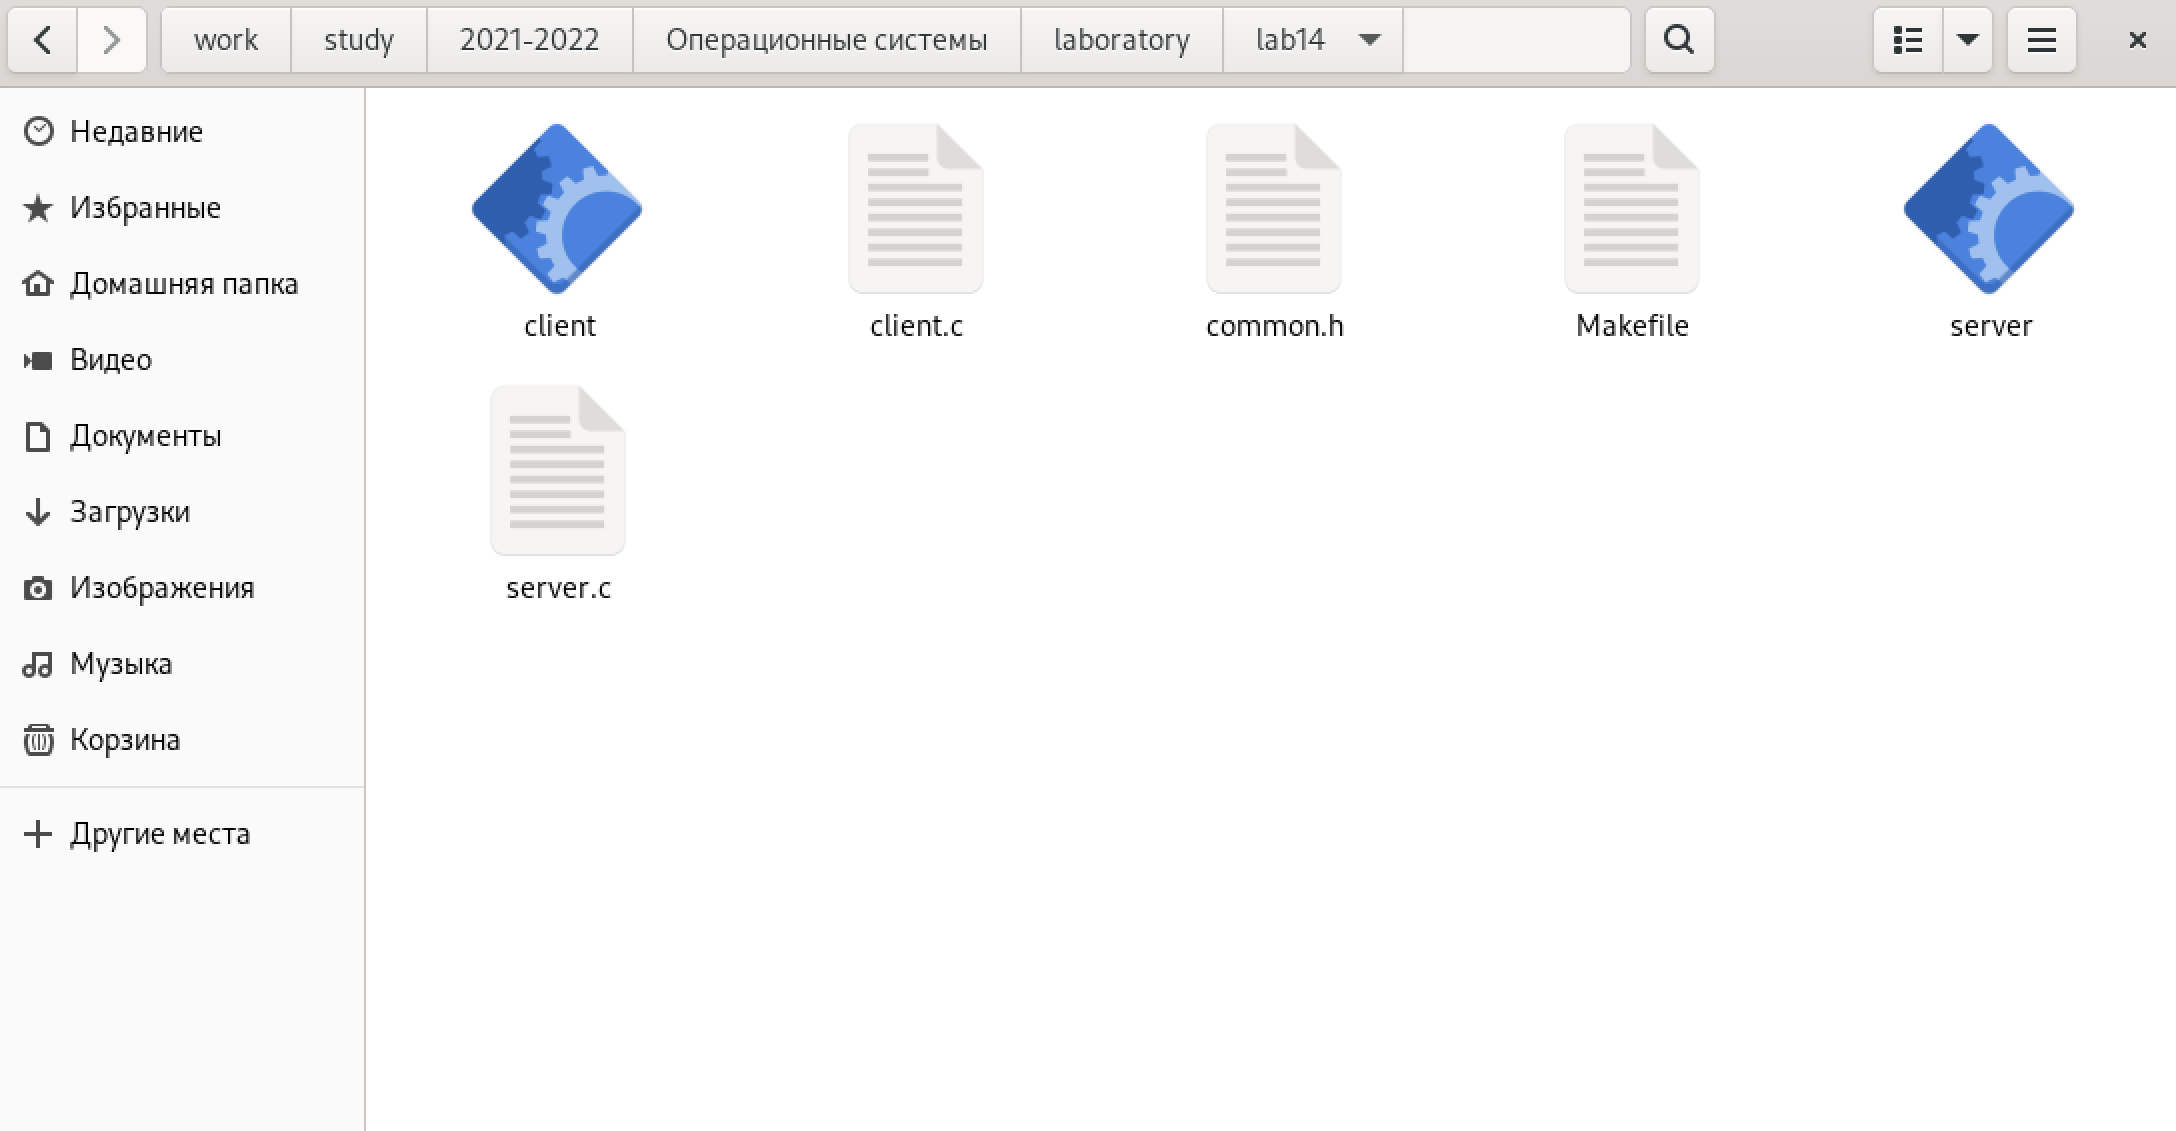 work study 2021-2022 Операционные системы laboratory lab14
Недавние
Избранные
Домашняя папка
Видео
Документы
Загрузки
Изображения
Музыка
Корзина
Другие места
client client.c common.h Makefile server
server.c